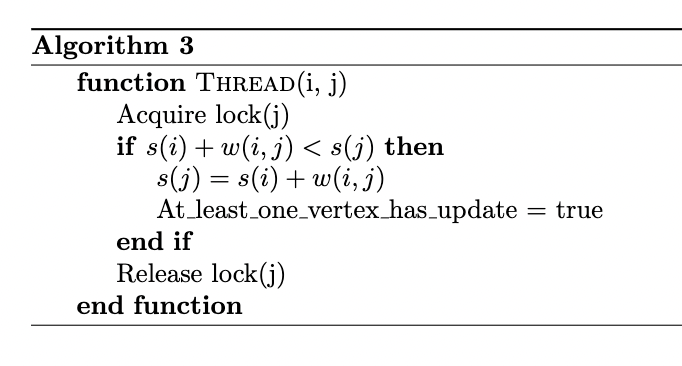 Algorithm 3
function THREAD(i, j)
Acquire lock(j)
if s(i) + w(i, j) < s(j) then
s(j) = s(i) + w(i, j)
At_least_one_vertex_has_update = true
end if
Release lock(j)
end function